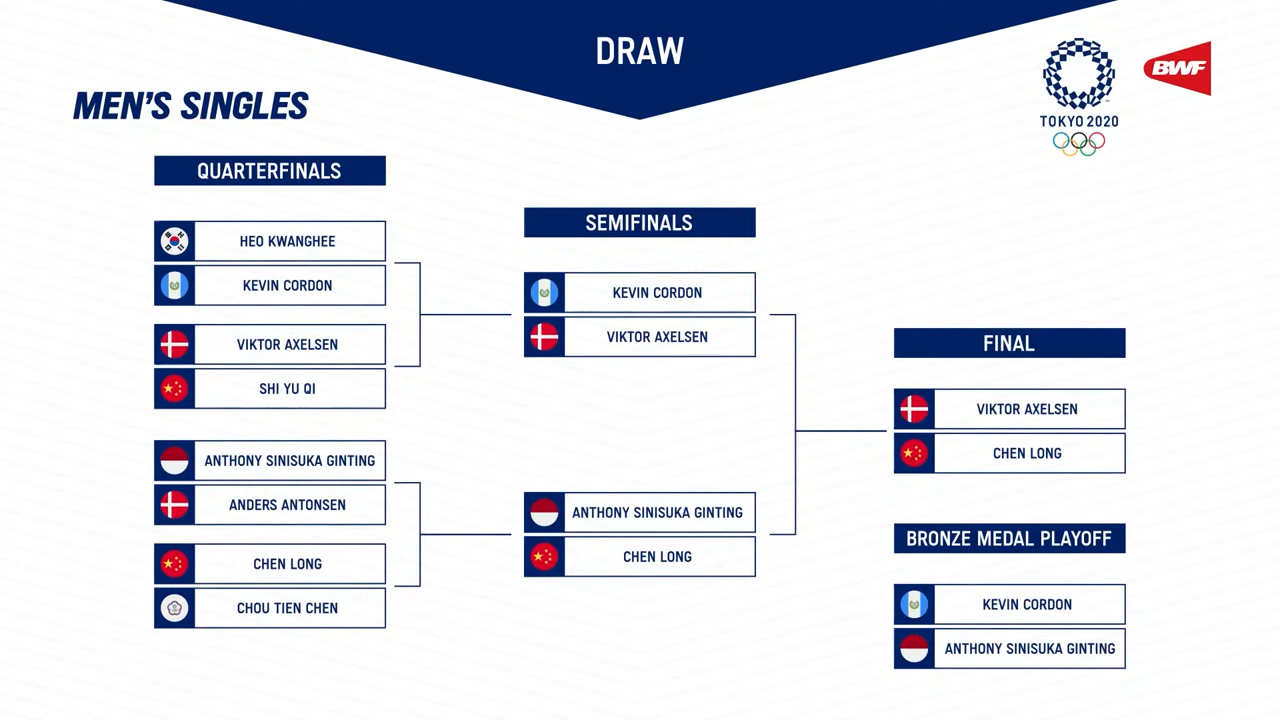 DRAW
MEN'S SINGLES
TOKYO 2020
BWF
QUARTERFINALS
HEO KWANGHEE
KEVIN CORDON
VIKTOR AXELSEN
SHI YU QI
ANTHONY SINISUKA GINTING
ANDERS ANTONSEN
CHEN LONG
CHOU TIEN CHEN
SEMIFINALS
KEVIN CORDON
VIKTOR AXELSEN
ANTHONY SINISUKA GINTING
CHEN LONG
FINAL
VIKTOR AXELSEN
CHEN LONG
BRONZE MEDAL PLAYOFF
KEVIN CORDON
ANTHONY SINISUKA GINTING